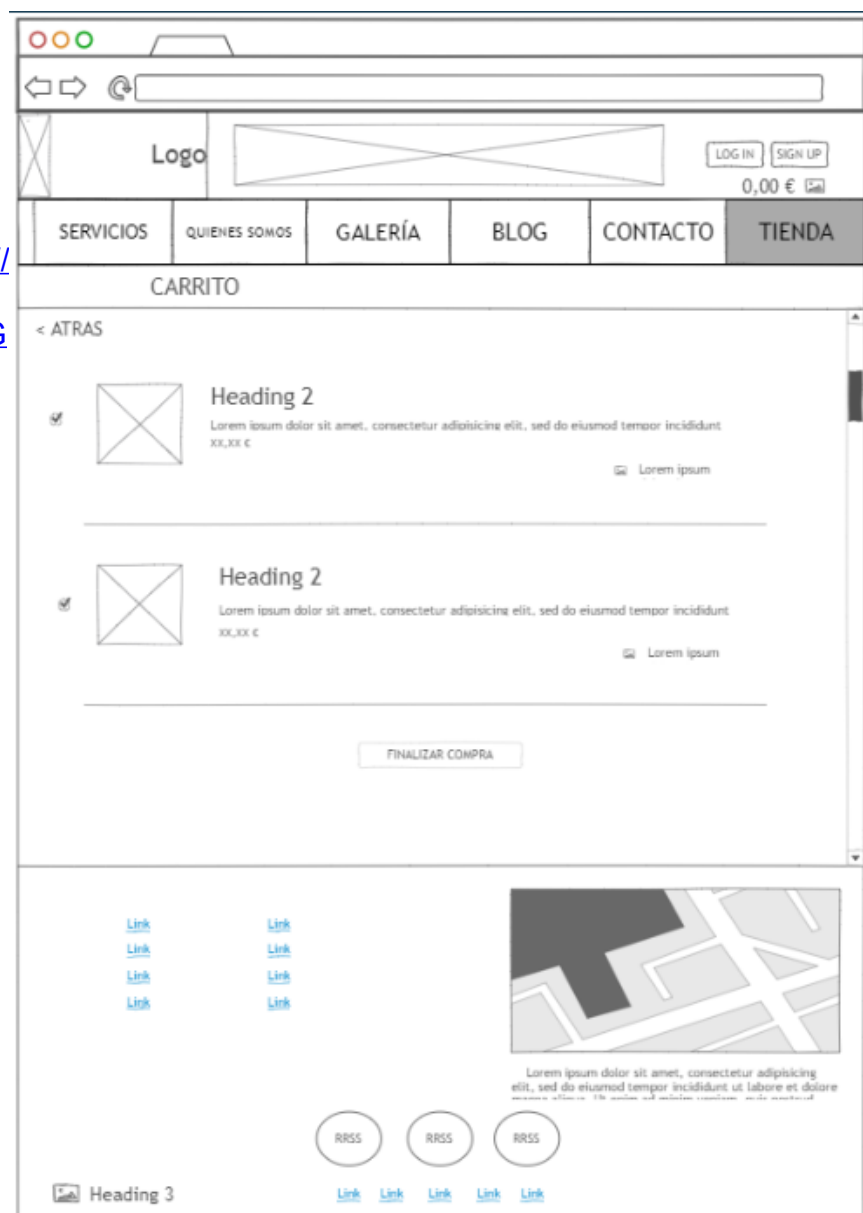 Logo
LOG IN SIGN UP
0,00 €
SERVICIOS QUIENES SOMOS GALERÍA BLOG CONTACTO TIENDA
//
CARRITO
G
< ATRAS
Heading 2
Lorem ipsum dolor sit amet, consectetur adipisicing elit, sed do eiusmod tempor incididunt
xx,xx €
Lorem ipsum
Heading 2
Lorem ipsum dolor sit amet, consectetur adipisicing elit, sed do eiusmod tempor incididunt
xx,xx €
Lorem ipsum
FINALIZAR COMPRA
Link Link
Link Link
Link Link
Link Link
Lorem ipsum dolor sit amet, consectetur adipisicing
elit, sed do eiusmod tempor incididunt ut labore et dolore
RRSS RRSS RRSS
Heading 3
Link Link Link Link Link